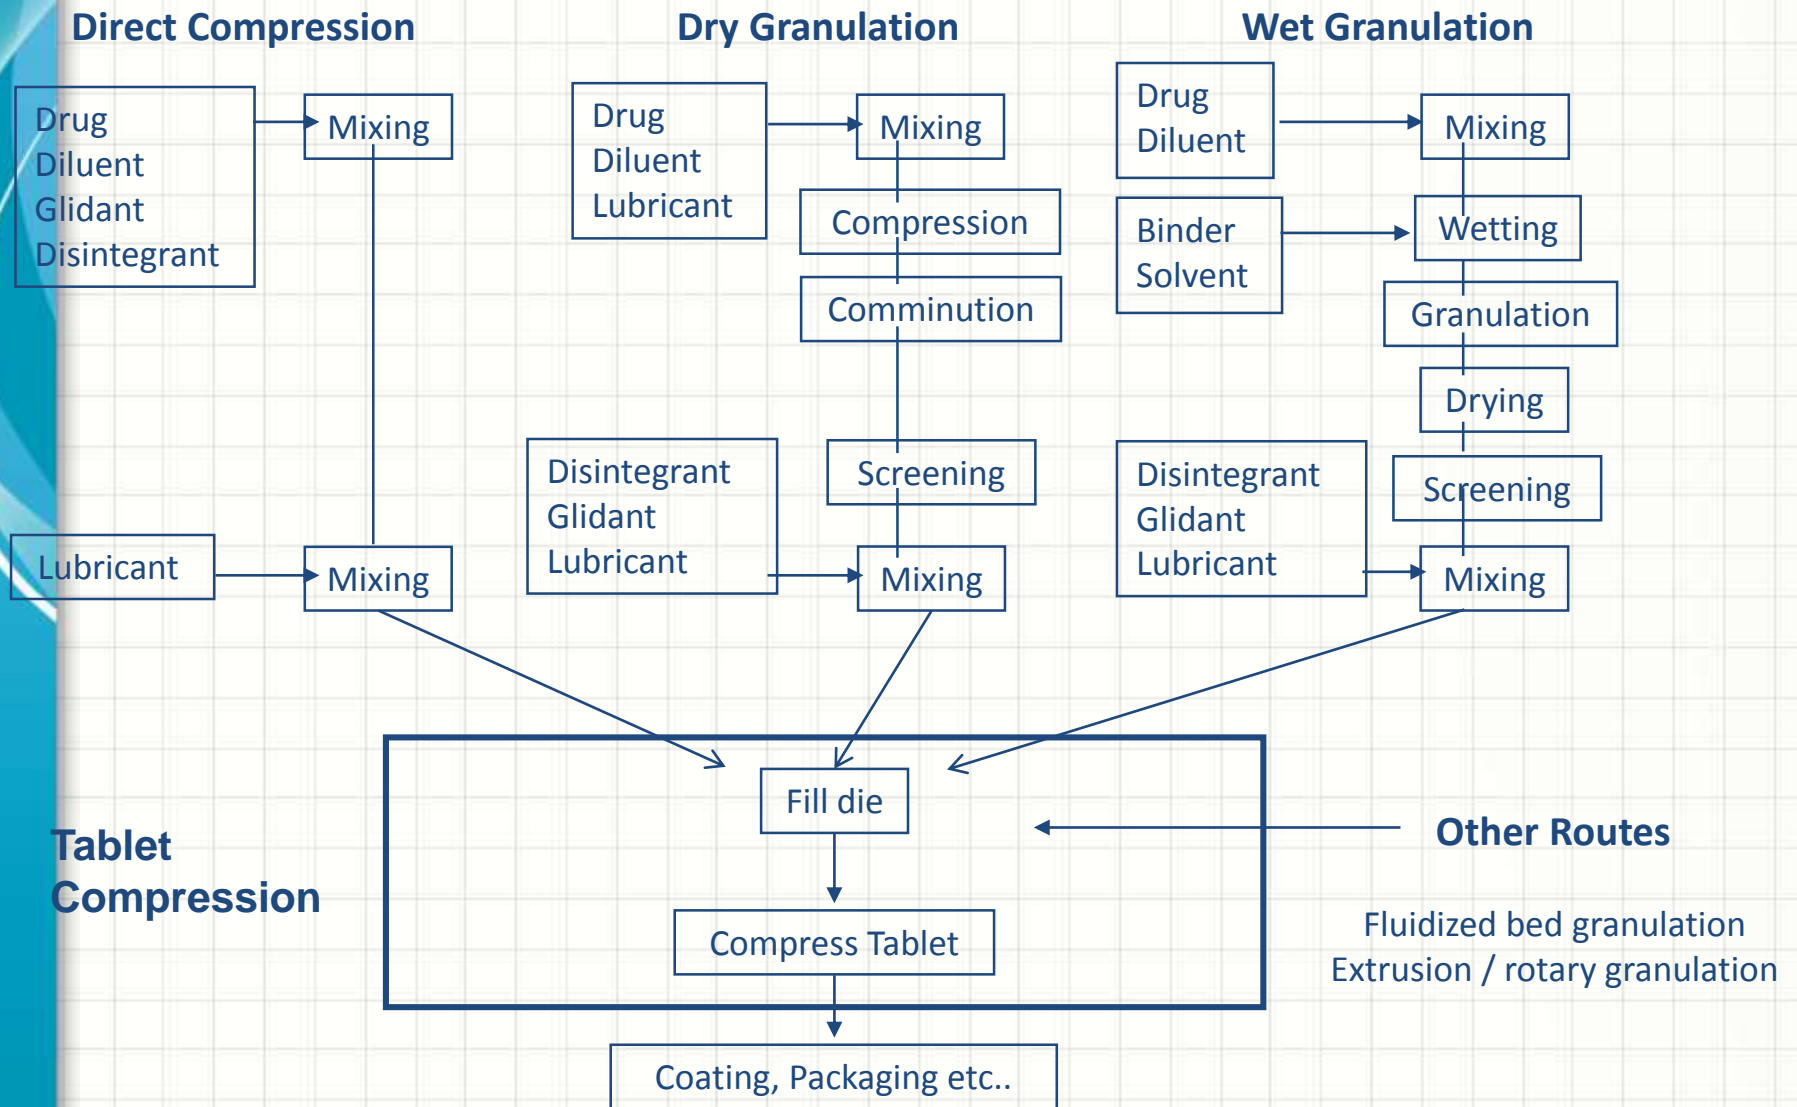 Direct Compression
Dry Granulation
Wet Granulation
Drug
Diluent
Glidant
Disintegrant
Mixing
Lubricant
Mixing
Drug
Diluent
Lubricant
Mixing
Compression
Comminution
Screening
Disintegrant
Glidant
Lubricant
Mixing
Drug
Diluent
Mixing
Binder
Solvent
Wetting
Granulation
Drying
Screening
Disintegrant
Glidant
Lubricant
Mixing
Tablet
Compression
Fill die
Compress Tablet
Other Routes
Fluidized bed granulation
Extrusion / rotary granulation
Coating, Packaging etc..